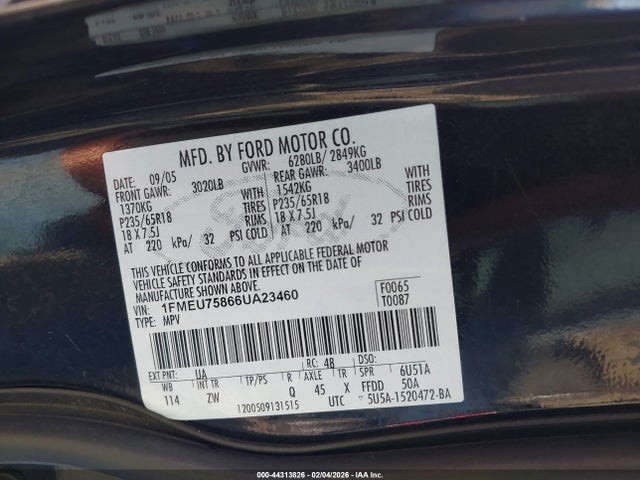 MFD. BY FORD MOTOR CO.
DATE: 09/05 GVWR: 6280LB/ 2849KG
FRONT GAWR: 3020LB REAR GAWR: 3400LB
1370KG WITH 1542KG WITH
P235/65R18 TIRES P235/65R18 TIRES
18 X 7.5J RIMS 18 X 7.5J RIMS
AT 220 kPa/ 32 PSI COLD AT 220 kPa/ 32 PSI COLD
THIS VEHICLE CONFORMS TO ALL APPLICABLE FEDERAL MOTOR
VEHICLE SAFETY STANDARDS IN EFFECT ON THE DATE OF
MANUFACTURE SHOWN ABOVE.
VIN: 1FMEU75866UA23460 F0065
TYPE: MPV T0087
EXT PNT: UA RC: 48 DSO:
WB INT TR TP/PS R AXLE TR SPR 6U51A
114 ZW Q 45 X FFDD 50A
1200509131515 UTC 5U5A-1520472-BA
000-44313826 - 02/04/2026 - IAA Inc.